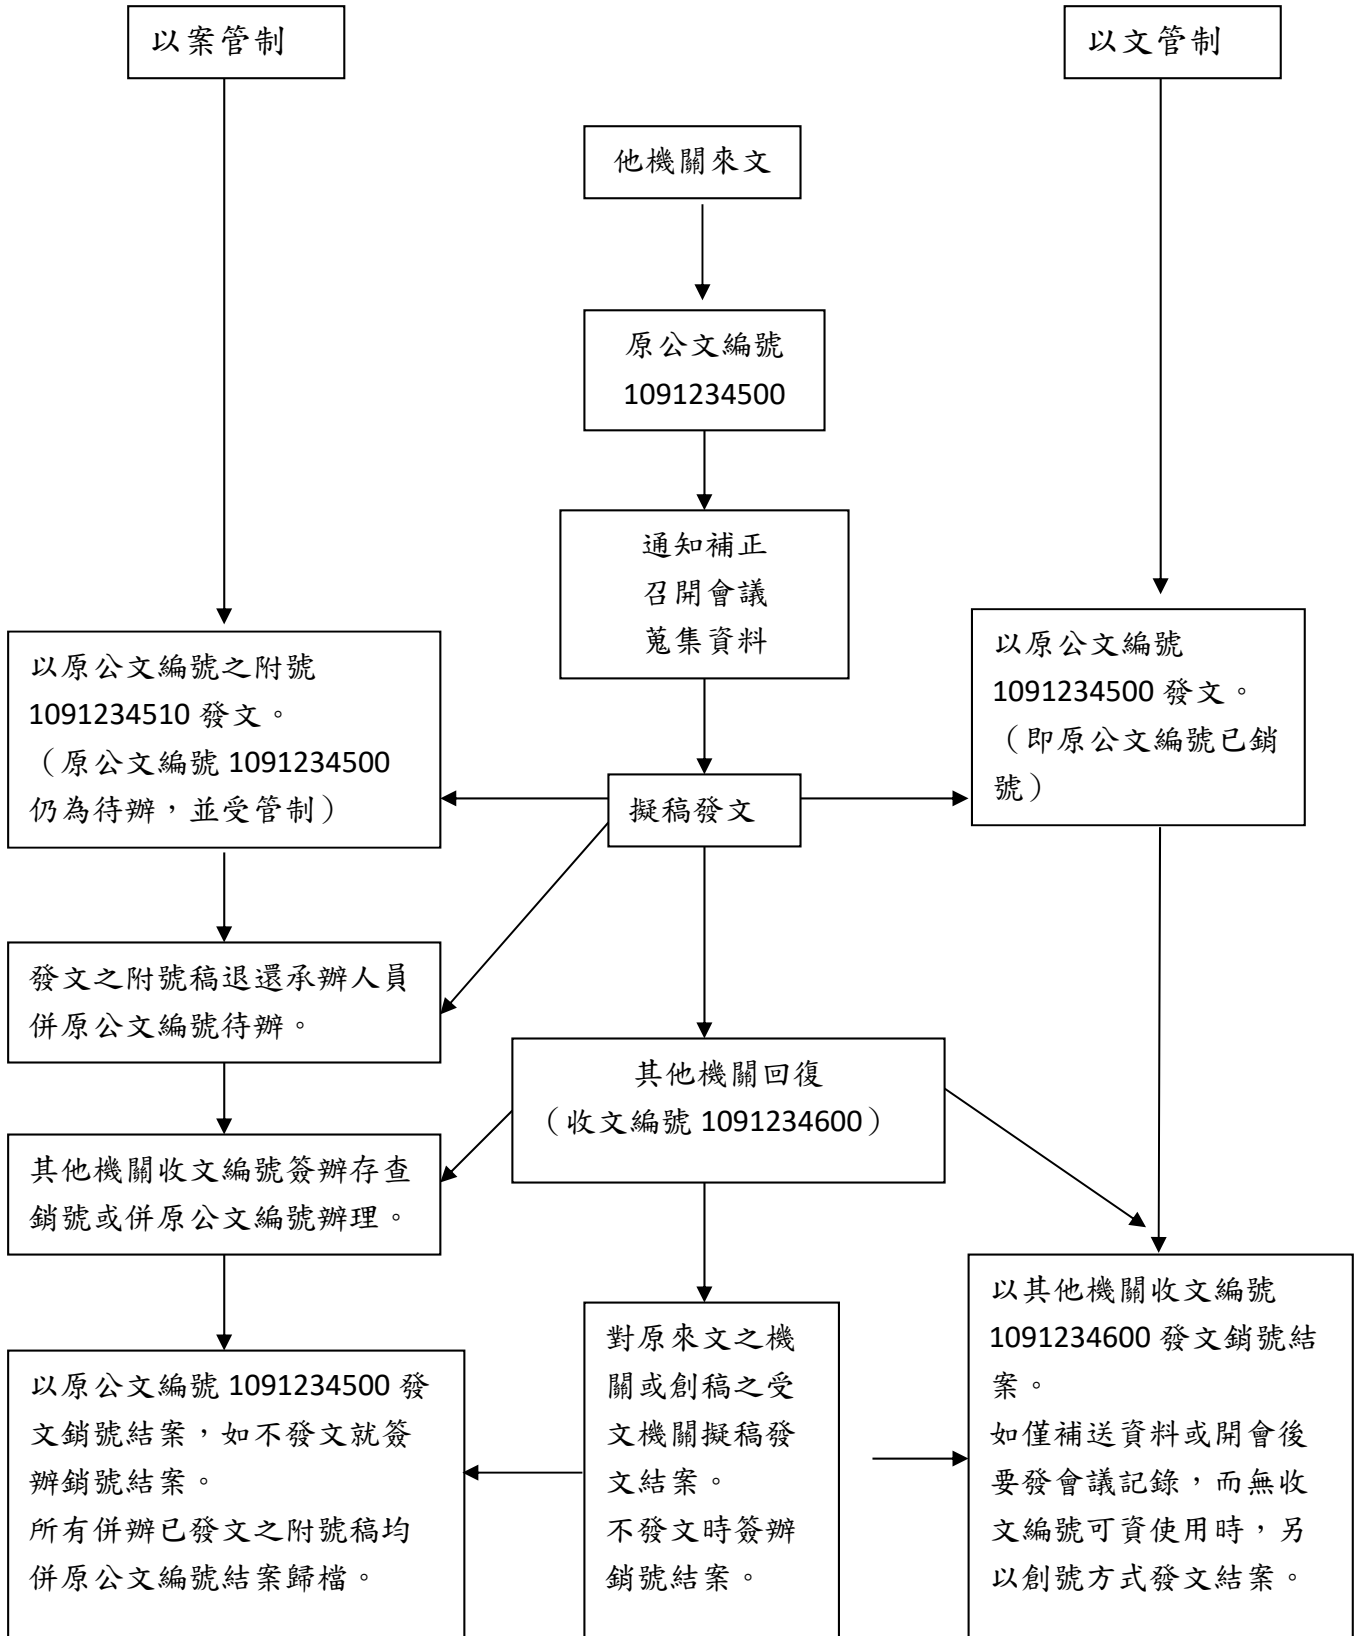 以案管制
以文管制
他機關來文
原公文編號
1091234500
通知補正
召開會議
蒐集資料
以原公文編號之附號
1091234510 發文。
（原公文編號 1091234500
仍為待辦，並受管制）
擬稿發文
以原公文編號
1091234500 發文。
（即原公文編號已銷
號）
發文之附號稿退還承辦人員
併原公文編號待辦。
其他機關回復
（收文編號 1091234600）
其他機關收文編號簽辦存查
銷號或併原公文編號辦理。
以原公文編號 1091234500 發
文銷號結案，如不發文就簽
辦銷號結案。
所有併辦已發文之附號稿均
併原公文編號結案歸檔。
對原來文之機
關或創稿之受
文機關擬稿發
文結案。
不發文時簽辦
銷號結案。
以其他機關收文編號
1091234600 發文銷號結
案。
如僅補送資料或開會後
要發會議記錄，而無收
文編號可資使用時，另
以創號方式發文結案。